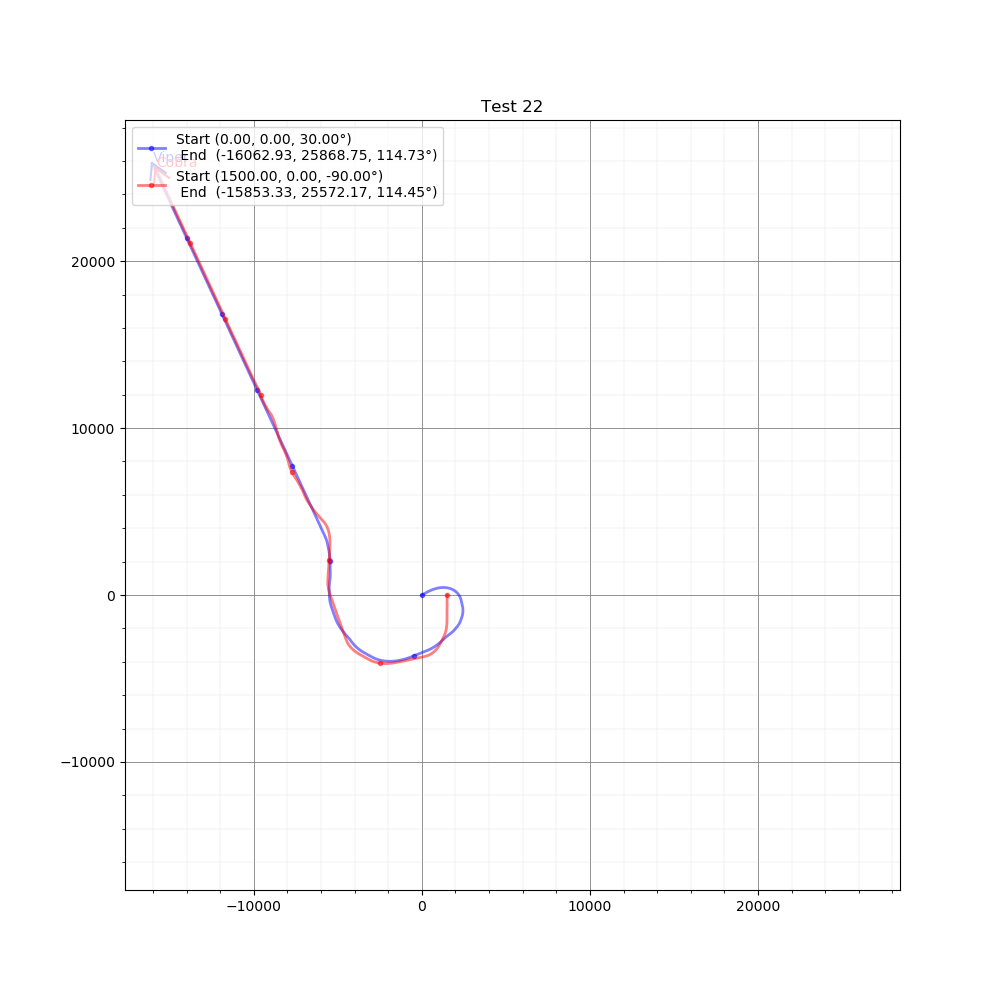 Test 22
Start (0.00, 0.00, 30.00°)
End (-16062.93, 25868.75, 114.73°)
Start (1500.00, 0.00, -90.00°)
End (-15853.33, 25572.17, 114.45°)
Viper
Cobra
20000
10000
0
−10000
−10000 0 10000 20000